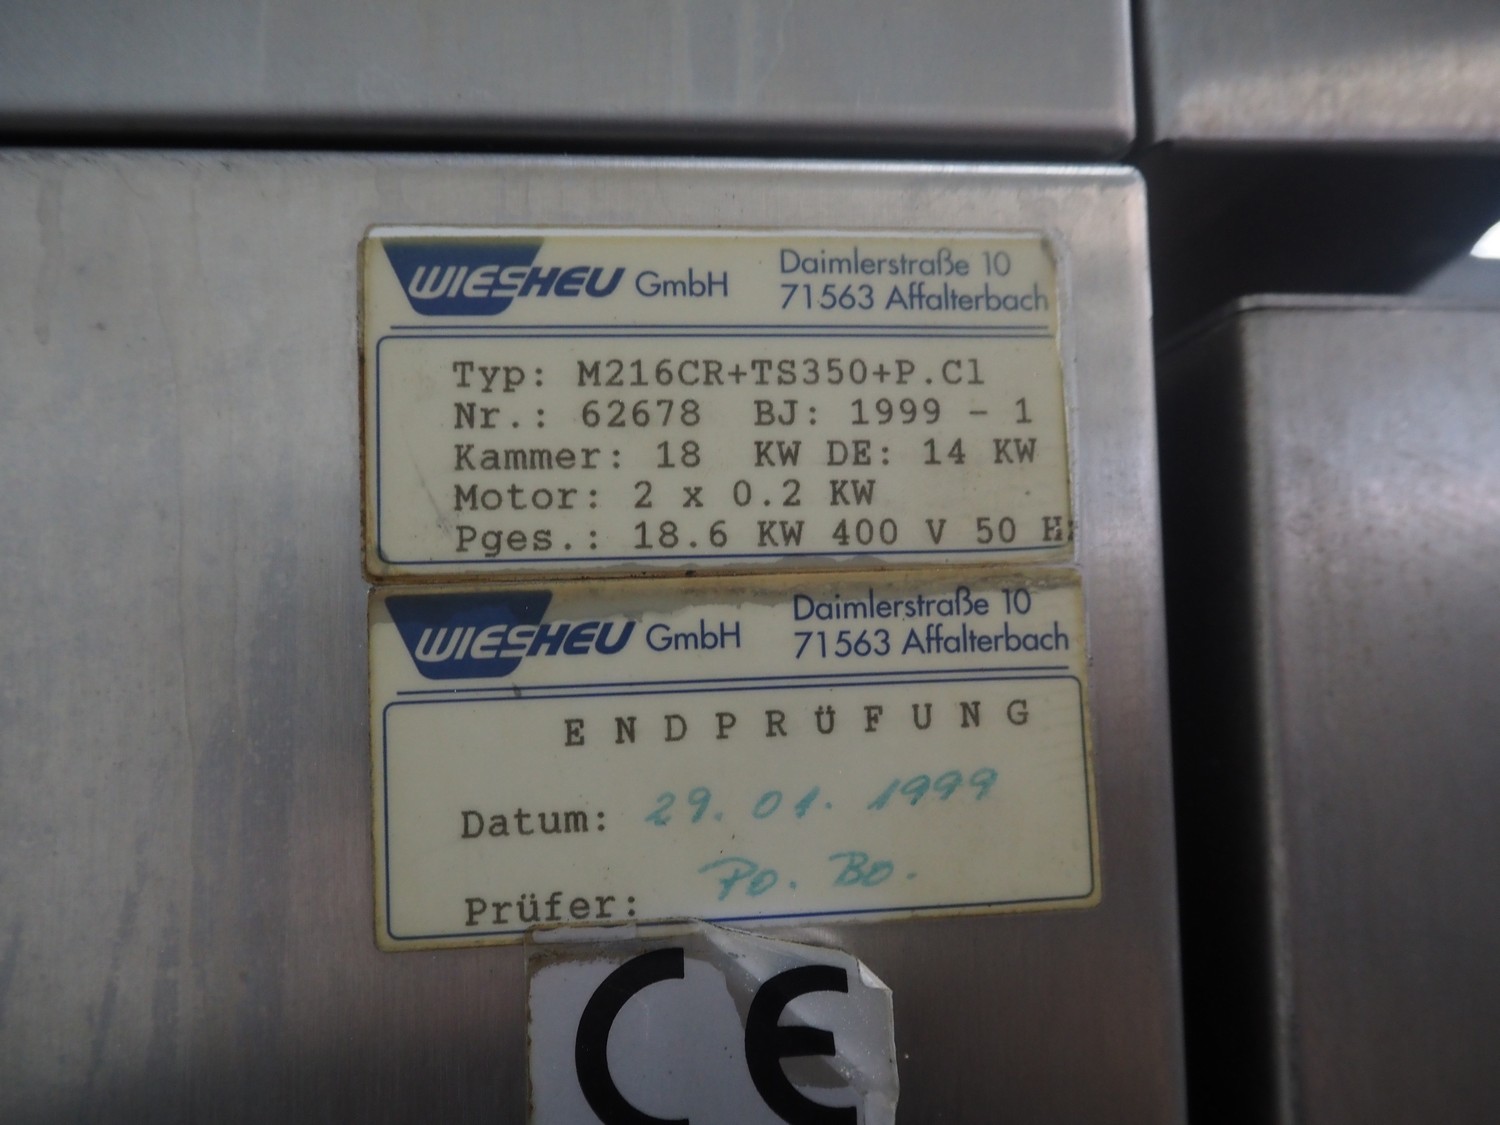 WIESHEU GmbH
Daimlerstraße 10
71563 Affalterbach
Typ: M216CR+TS350+P.Cl
Nr.: 62678 BJ: 1999 - 1
Kammer: 18 KW DE: 14 KW
Motor: 2 x 0.2 KW
Pges.: 18.6 KW 400 V 50 Hz
WIESHEU GmbH
Daimlerstraße 10
71563 Affalterbach
ENDPRÜFUNG
Datum: 29.01.1999
Prüfer: Po. Bo.
CE